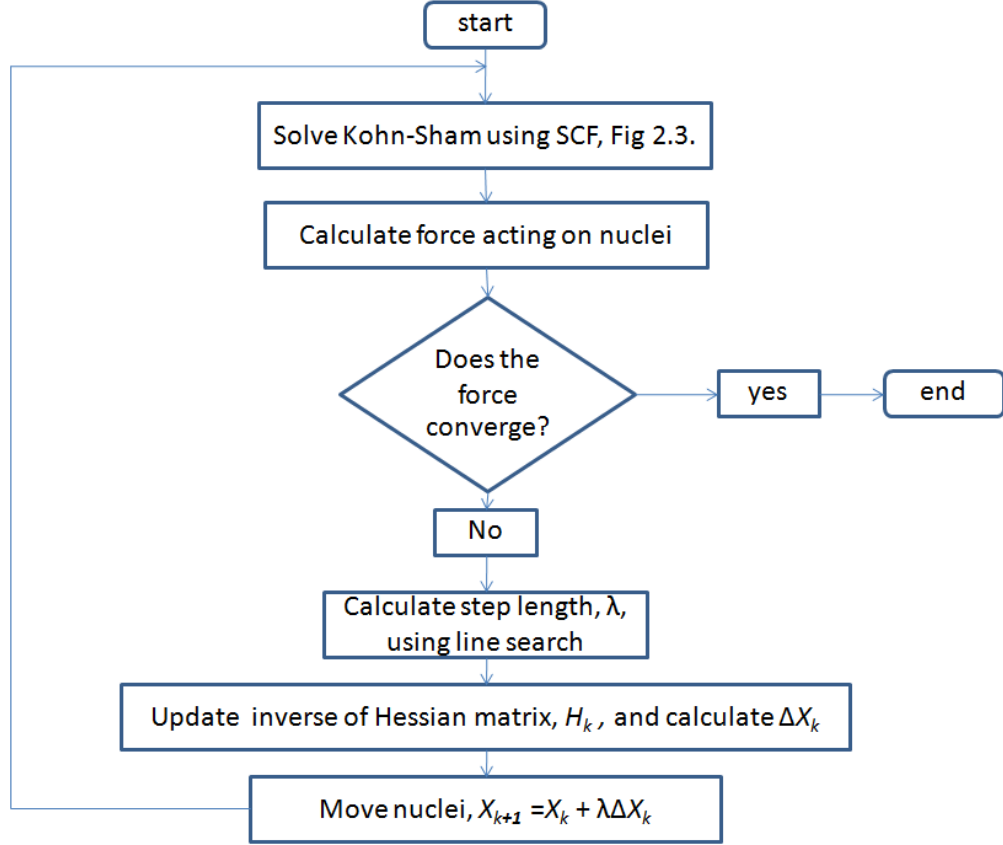 start
Solve Kohn-Sham using SCF, Fig 2.3.
Calculate force acting on nuclei
Does the
force
converge?
yes
end
No
Calculate step length, λ,
using line search
Update inverse of Hessian matrix, Hₖ , and calculate ΔXₖ
Move nuclei, Xₖ₊₁ =Xₖ + λΔXₖ